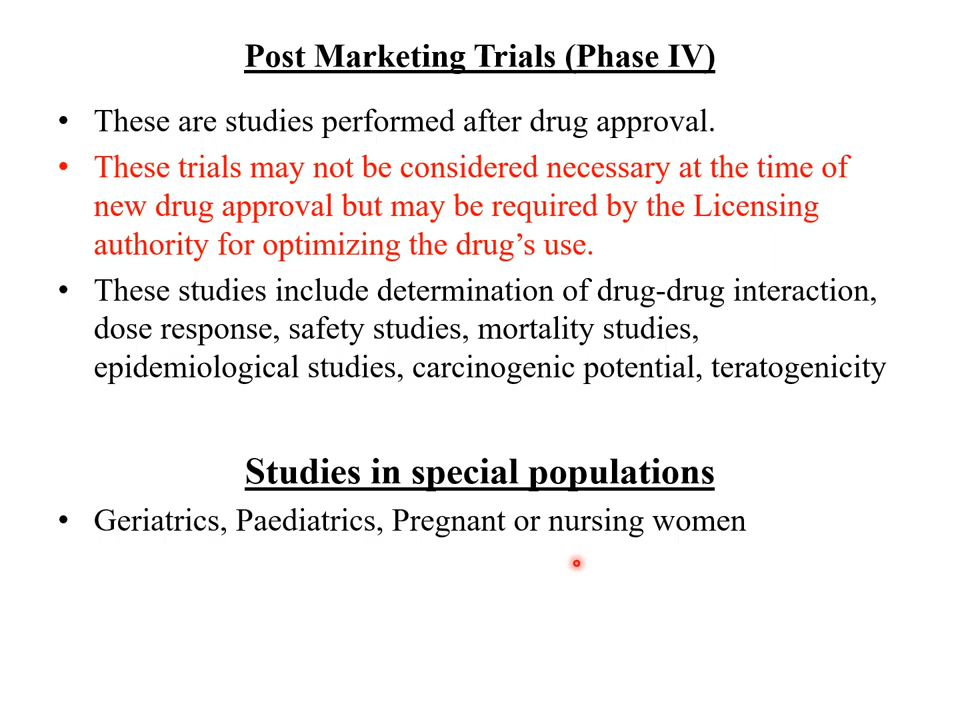 Post Marketing Trials (Phase IV)
• These are studies performed after drug approval.
• These trials may not be considered necessary at the time of
new drug approval but may be required by the Licensing
authority for optimizing the drug’s use.
• These studies include determination of drug-drug interaction,
dose response, safety studies, mortality studies,
epidemiological studies, carcinogenic potential, teratogenicity
Studies in special populations
• Geriatrics, Paediatrics, Pregnant or nursing women